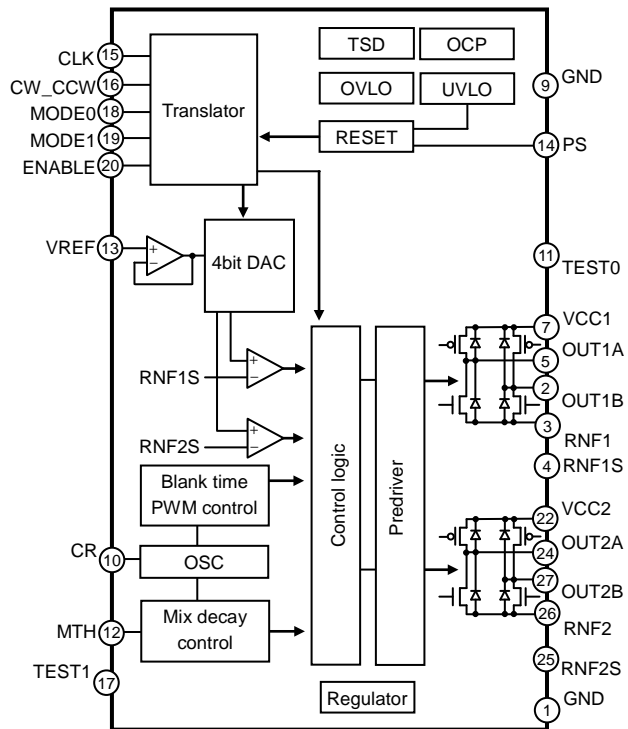 CLK
15
CW_CCW
16
MODE0
18
MODE1
19
ENABLE
20
Translator
TSD
OCP
OVLO
UVLO
RESET
9
GND
14
PS
VREF
13
+
−
4bit DAC
11
TEST0
RNF1S
+
−
RNF2S
+
−
Blank time
PWM control
CR
10
OSC
MTH
12
Mix decay
control
TEST1
17
Control logic
Predriver
7
VCC1
5
OUT1A
2
OUT1B
3
RNF1
4
RNF1S
22
VCC2
24
OUT2A
27
OUT2B
26
RNF2
25
RNF2S
Regulator
1
GND